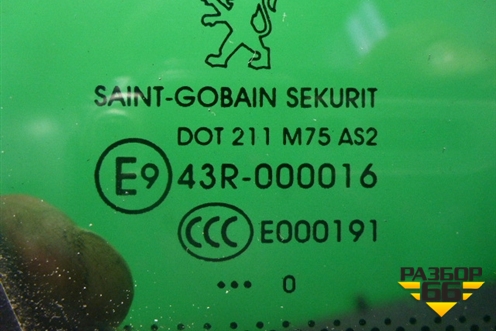 SAINT-GOBAIN SEKURIT
DOT 211 M75 AS2
E9 43R-000016
CCC E000191
••• 0
РАЗБОР
66